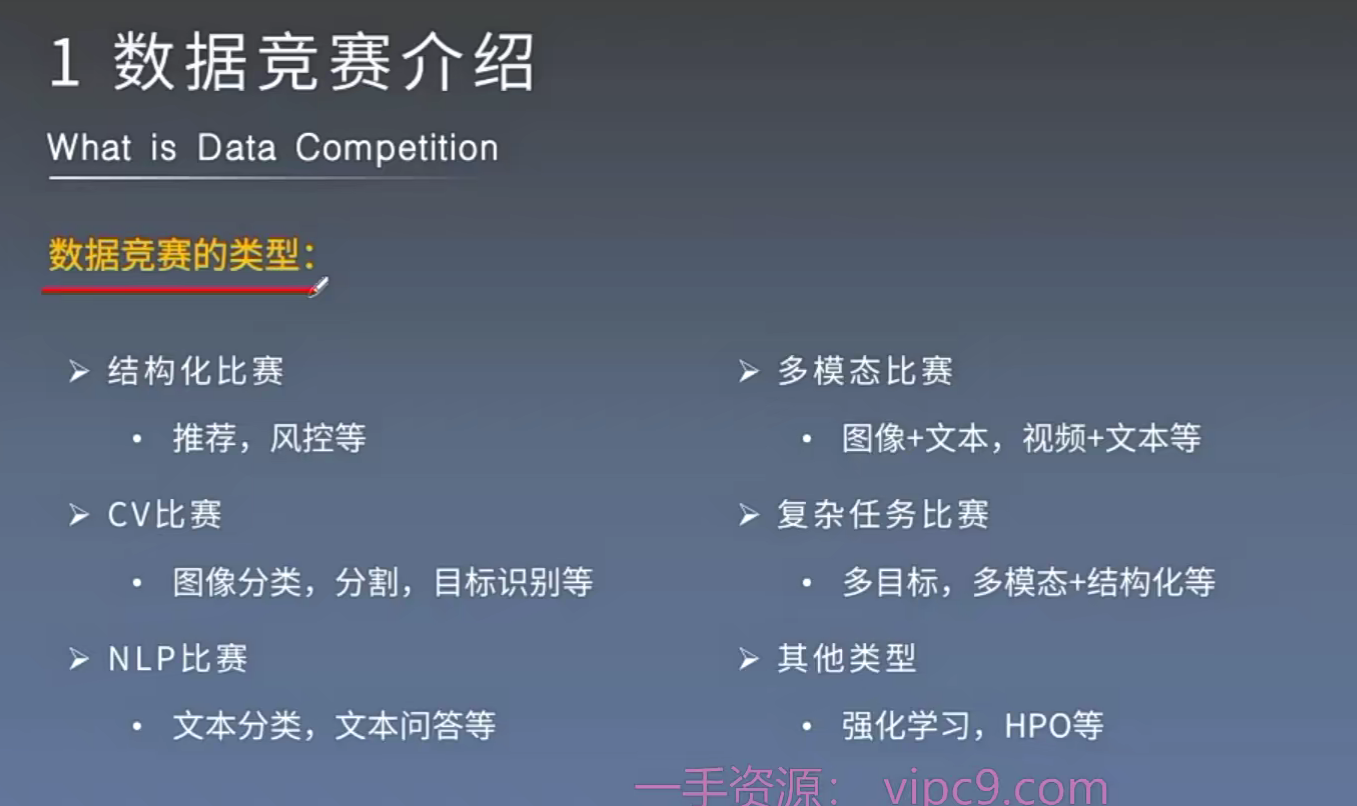 1 数据竞赛介绍
What is Data Competition
数据竞赛的类型：
➢ 结构化比赛
• 推荐，风控等
➢ CV比赛
• 图像分类，分割，目标识别等
➢ NLP比赛
• 文本分类，文本问答等
➢ 多模态比赛
• 图像+文本，视频+文本等
➢ 复杂任务比赛
• 多目标，多模态+结构化等
➢ 其他类型
• 强化学习，HPO等
一手资源： vipc9.com